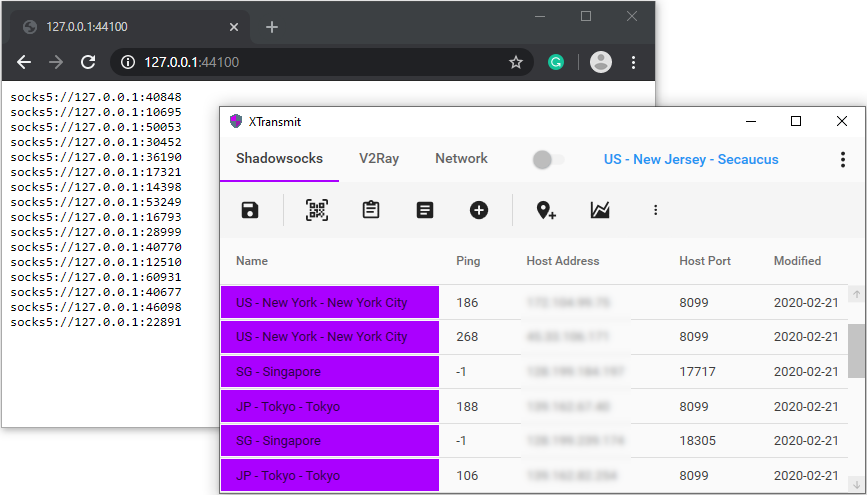 127.0.0.1:44100
127.0.0.1:44100
socks5://127.0.0.1:40848
socks5://127.0.0.1:10695
socks5://127.0.0.1:50053
socks5://127.0.0.1:30452
socks5://127.0.0.1:36190
socks5://127.0.0.1:17321
socks5://127.0.0.1:14398
socks5://127.0.0.1:53249
socks5://127.0.0.1:16793
socks5://127.0.0.1:28999
socks5://127.0.0.1:40770
socks5://127.0.0.1:12510
socks5://127.0.0.1:60931
socks5://127.0.0.1:40677
socks5://127.0.0.1:46098
socks5://127.0.0.1:22891
XTransmit
Shadowsocks V2Ray Network US - New Jersey - Secaucus
Name Ping Host Address Host Port Modified
US - New York - New York City 186 8099 2020-02-21
US - New York - New York City 268 8099 2020-02-21
SG - Singapore -1 17717 2020-02-21
JP - Tokyo - Tokyo 188 8099 2020-02-21
SG - Singapore -1 18305 2020-02-21
JP - Tokyo - Tokyo 106 8099 2020-02-21